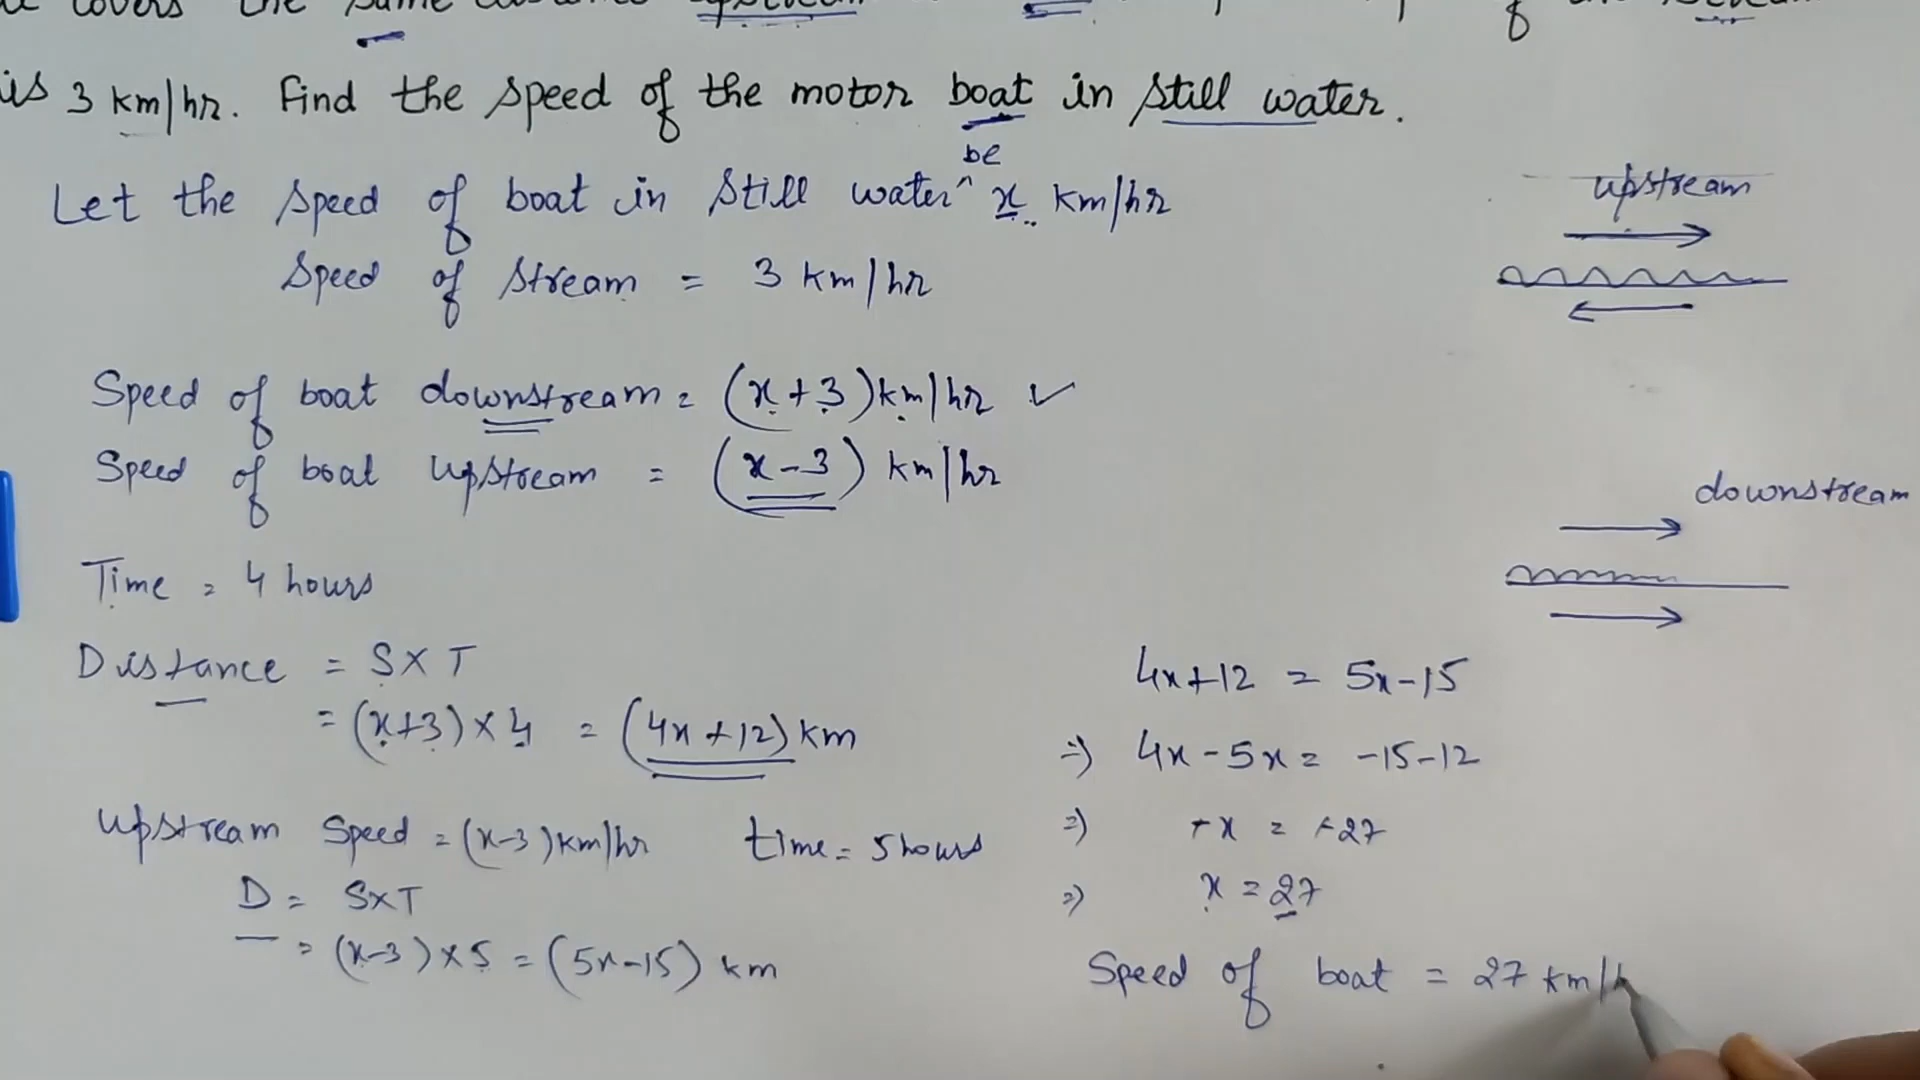 covers the same upstream
is 3 km/hr. Find the speed of the motor boat in still water.
be
Let the speed of boat in still water ^ x km/hr
Speed of stream = 3 km/hr
upstream
Speed of boat downstream = (x+3) km/hr ✓
Speed of boat upstream = (x-3) km/hr
downstream
Time = 4 hours
Distance = S×T
= (x+3)×4 = (4x+12) km
upstream speed = (x-3) km/hr time = 5 hours
D = S×T
= (x-3)×5 = (5x-15) km
4x+12 = 5x-15
=) 4x-5x = -15-12
=) +x = +27
=) x = 27
Speed of boat = 27 km/h